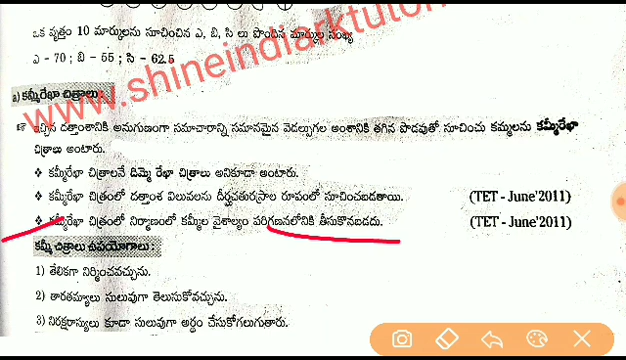 ఒక వృత్తం 10 మార్కులను సూచించిన ఎ, బి, సి లు పొందిన మార్కుల సంఖ్య
ఎ - 70 ; బి - 55 ; సి - 62.5
www.shineindiarktutor
a) కమ్మీరేఖా చిత్రాలు :
ఇచ్చిన దత్తాంశానికి అనుగుణంగా సమాచారాన్ని సమానమైన వెడల్పుగల అంశానికి తగిన పొడవుతో సూచించు కమ్మలను కమ్మీరేఖా
చిత్రాలు అంటారు.
❖ కమ్మీరేఖా చిత్రాలనే దిమ్మె రేఖా చిత్రాలు అనికూడా అంటారు.
❖ కమ్మీరేఖా చిత్రంలో దత్తాంశ విలువలను దీర్ఘచతురస్రాల రూపంలో సూచించబడతాయి. (TET - June'2011)
❖ కమ్మీరేఖా చిత్రంలో నిర్మాణంలో కమ్మీల వైశాల్యం పరిగణనలోనికి తీసుకొనబడదు. (TET - June'2011)
కమ్మీ చిత్రాలు ఉపయోగాలు :
1) తేలికగా నిర్మించవచ్చును.
2) తారతమ్యాలు సులువుగా తెలుసుకోవచ్చును.
3) నిరక్షరాస్యులు కూడా సులువుగా అర్థం చేసుకోగలుగుతారు.